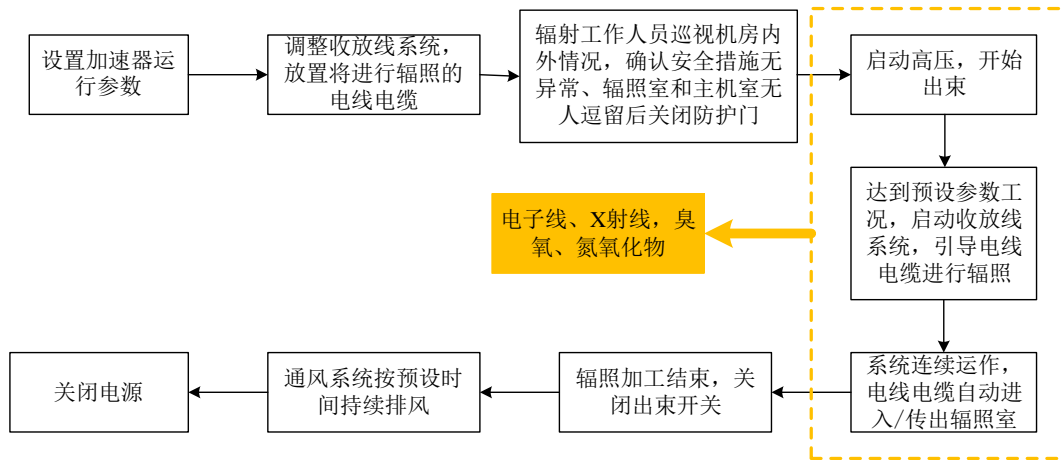 设置加速器运
行参数
调整收放线系统，
放置将进行辐照的
电线电缆
辐射工作人员巡视机房内
外情况，确认安全措施无
异常、辐照室和主机室无
人逗留后关闭防护门
启动高压，开始
出束
达到预设参数工
况，启动收放线
系统，引导电线
电缆进行辐照
电子线、X射线，臭
氧、氮氧化物
系统连续运作，
电线电缆自动进
入/传出辐照室
辐照加工结束，关
闭出束开关
通风系统按预设时
间持续排风
关闭电源